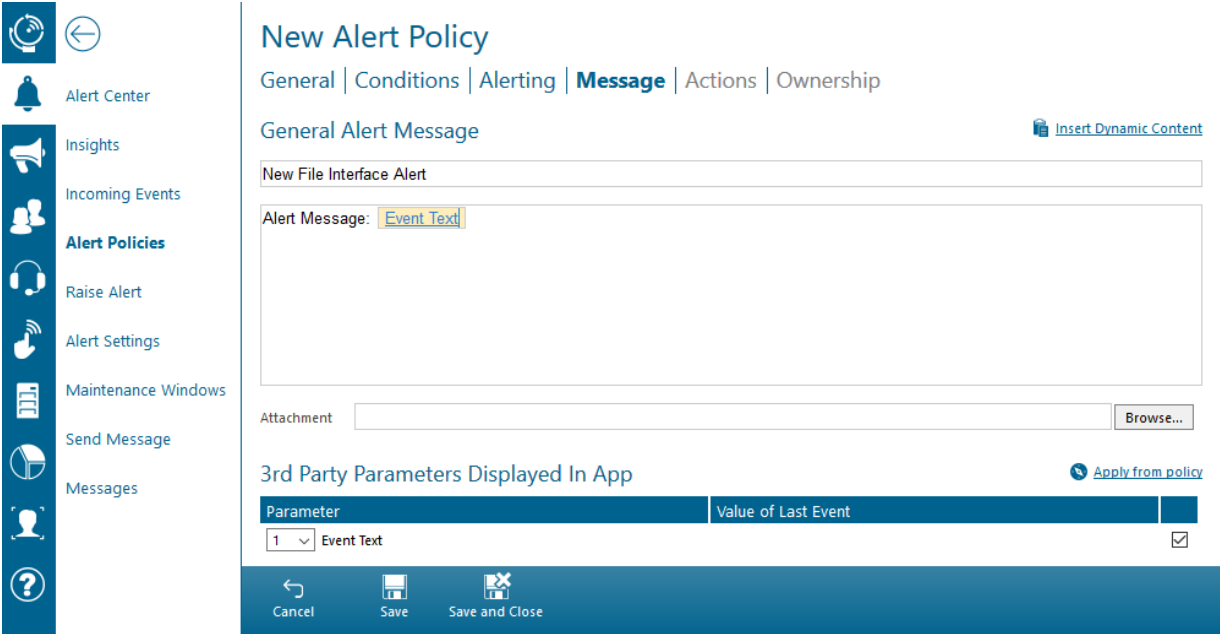 New Alert Policy
General | Conditions | Alerting | Message | Actions | Ownership
Alert Center
Insights
Incoming Events
Alert Policies
Raise Alert
Alert Settings
Maintenance Windows
Send Message
Messages
General Alert Message
Insert Dynamic Content
New File Interface Alert
Alert Message: Event Text
Attachment
Browse...
3rd Party Parameters Displayed In App
Apply from policy
Parameter Value of Last Event
1 Event Text
Cancel Save Save and Close
?